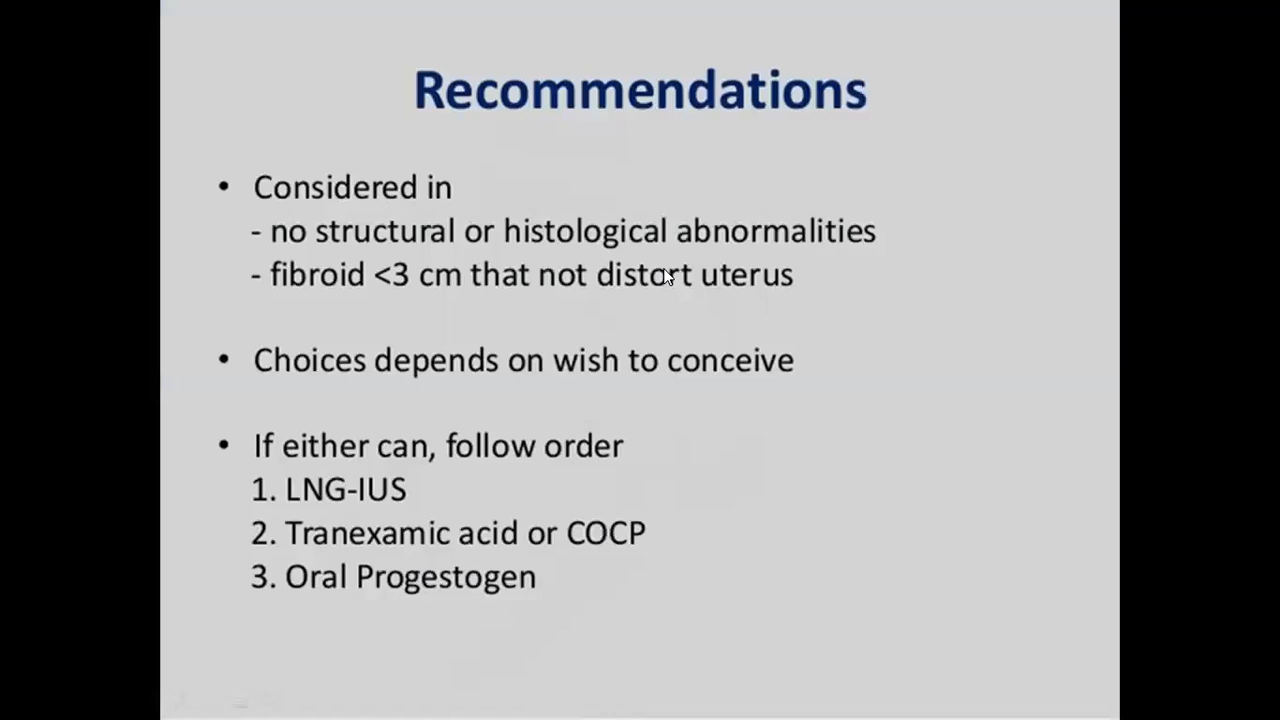 Recommendations
• Considered in
- no structural or histological abnormalities
- fibroid <3 cm that not distort uterus
• Choices depends on wish to conceive
• If either can, follow order
1. LNG-IUS
2. Tranexamic acid or COCP
3. Oral Progestogen